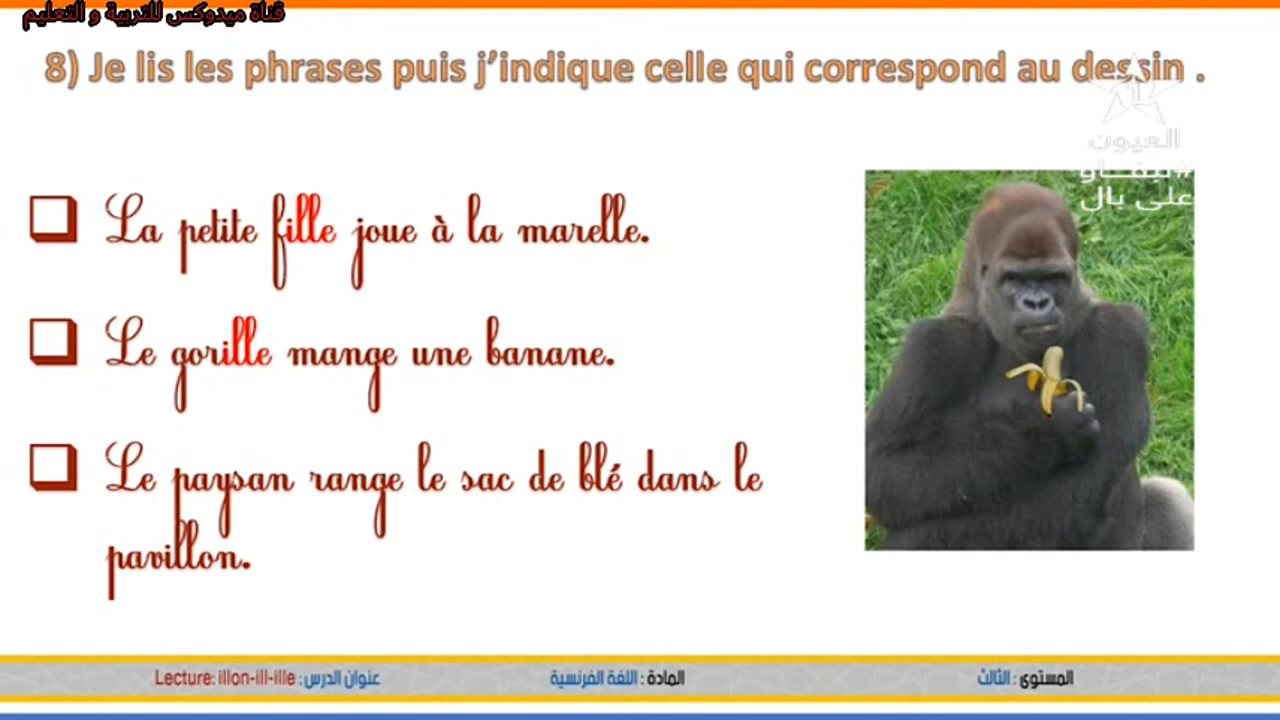 قناة ميدوكس للتربية و التعليم
8) Je lis les phrases puis j’indique celle qui correspond au dessin .
العيون
#نبقاو
على بال
La petite fille joue à la marelle.
Le gorille mange une banane.
Le paysan range le sac de blé dans le
pavillon.
المستوى : الثالث
المادة : اللغة الفرنسية
عنوان الدرس : Lecture: illon-ill-ille